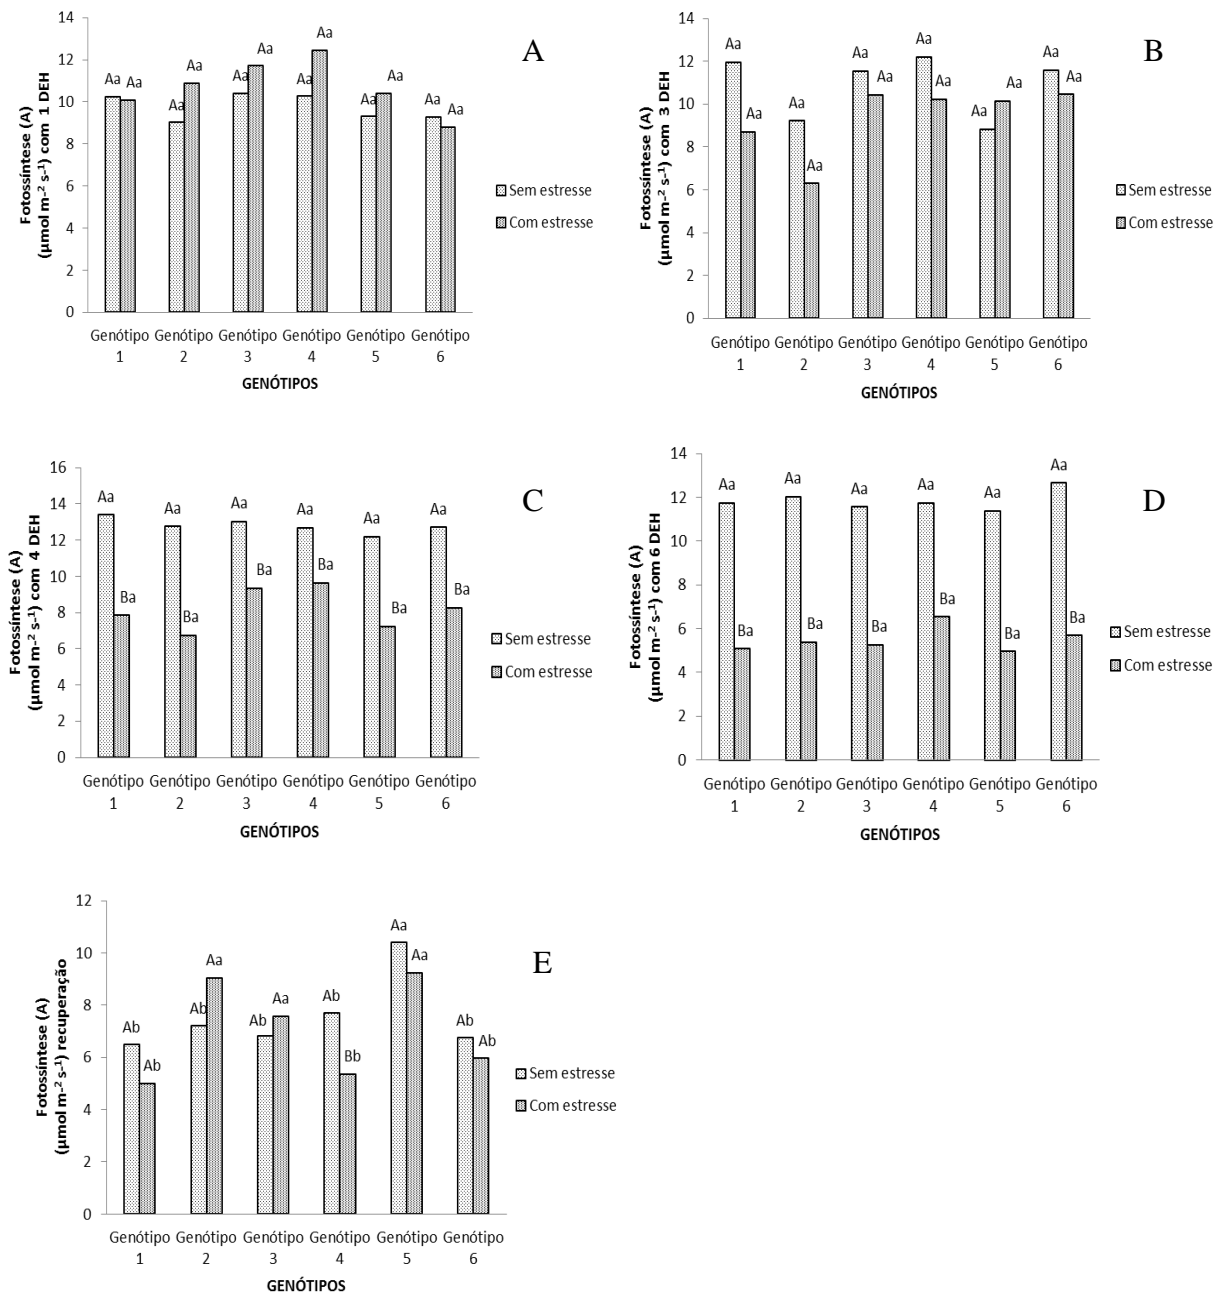 14
12
10
8
6
4
2
0
Fotossíntese (A)
(µmol m-² s-¹) com 1 DEH
Aa Aa Aa Aa Aa Aa Aa Aa Aa Aa Aa Aa
Genótipo 1 Genótipo 2 Genótipo 3 Genótipo 4 Genótipo 5 Genótipo 6
GENÓTIPOS
Sem estresse
Com estresse
A
14
12
10
8
6
4
2
0
Fotossíntese (A)
(µmol m-² s-¹) com 3 DEH
Aa Aa Aa Aa Aa Aa Aa Aa Aa Aa Aa Aa
Genótipo 1 Genótipo 2 Genótipo 3 Genótipo 4 Genótipo 5 Genótipo 6
GENÓTIPOS
Sem estresse
Com estresse
B
16
14
12
10
8
6
4
2
0
Fotossíntese (A)
(µmol m-² s-¹) com 4 DEH
Aa Ba Aa Ba Aa Ba Aa Ba Aa Ba Aa Ba
Genótipo 1 Genótipo 2 Genótipo 3 Genótipo 4 Genótipo 5 Genótipo 6
GENÓTIPOS
Sem estresse
Com estresse
C
14
12
10
8
6
4
2
0
Fotossíntese (A)
(µmol m-² s-¹) com 6 DEH
Aa Ba Aa Ba Aa Ba Aa Ba Aa Ba Aa Ba
Genótipo 1 Genótipo 2 Genótipo 3 Genótipo 4 Genótipo 5 Genótipo 6
GENÓTIPOS
Sem estresse
Com estresse
D
12
10
8
6
4
2
0
Fotossíntese (A)
(µmol m-² s-¹) recuperação
Ab Ab Ab Aa Ab Aa Ab Bb Aa Aa Ab Ab
Genótipo 1 Genótipo 2 Genótipo 3 Genótipo 4 Genótipo 5 Genótipo 6
GENÓTIPOS
Sem estresse
Com estresse
E